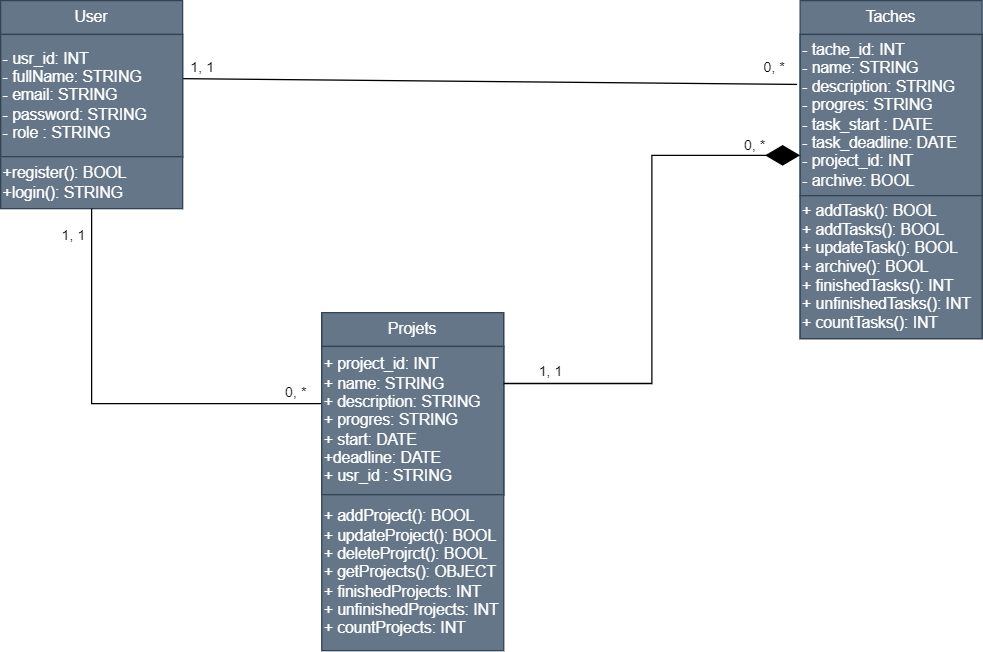 User
- usr_id: INT
- fullName: STRING
- email: STRING
- password: STRING
- role : STRING
+register(): BOOL
+login(): STRING
1, 1
0, *
Taches
- tache_id: INT
- name: STRING
- description: STRING
- progres: STRING
- task_start : DATE
- task_deadline: DATE
- project_id: INT
- archive: BOOL
+ addTask(): BOOL
+ addTasks(): BOOL
+ updateTask(): BOOL
+ archive(): BOOL
+ finishedTasks(): INT
+ unfinishedTasks(): INT
+ countTasks(): INT
0, *
1, 1
1, 1
0, *
Projets
+ project_id: INT
+ name: STRING
+ description: STRING
+ progres: STRING
+ start: DATE
+deadline: DATE
+ usr_id : STRING
+ addProject(): BOOL
+ updateProject(): BOOL
+ deleteProjrct(): BOOL
+ getProjects(): OBJECT
+ finishedProjects: INT
+ unfinishedProjects: INT
+ countProjects: INT